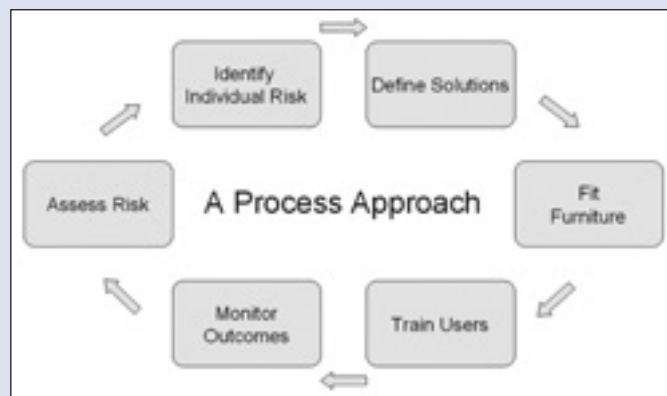 Identify
Individual Risk
Define Solutions
Assess Risk
A Process Approach
Fit
Furniture
Monitor
Outcomes
Train Users